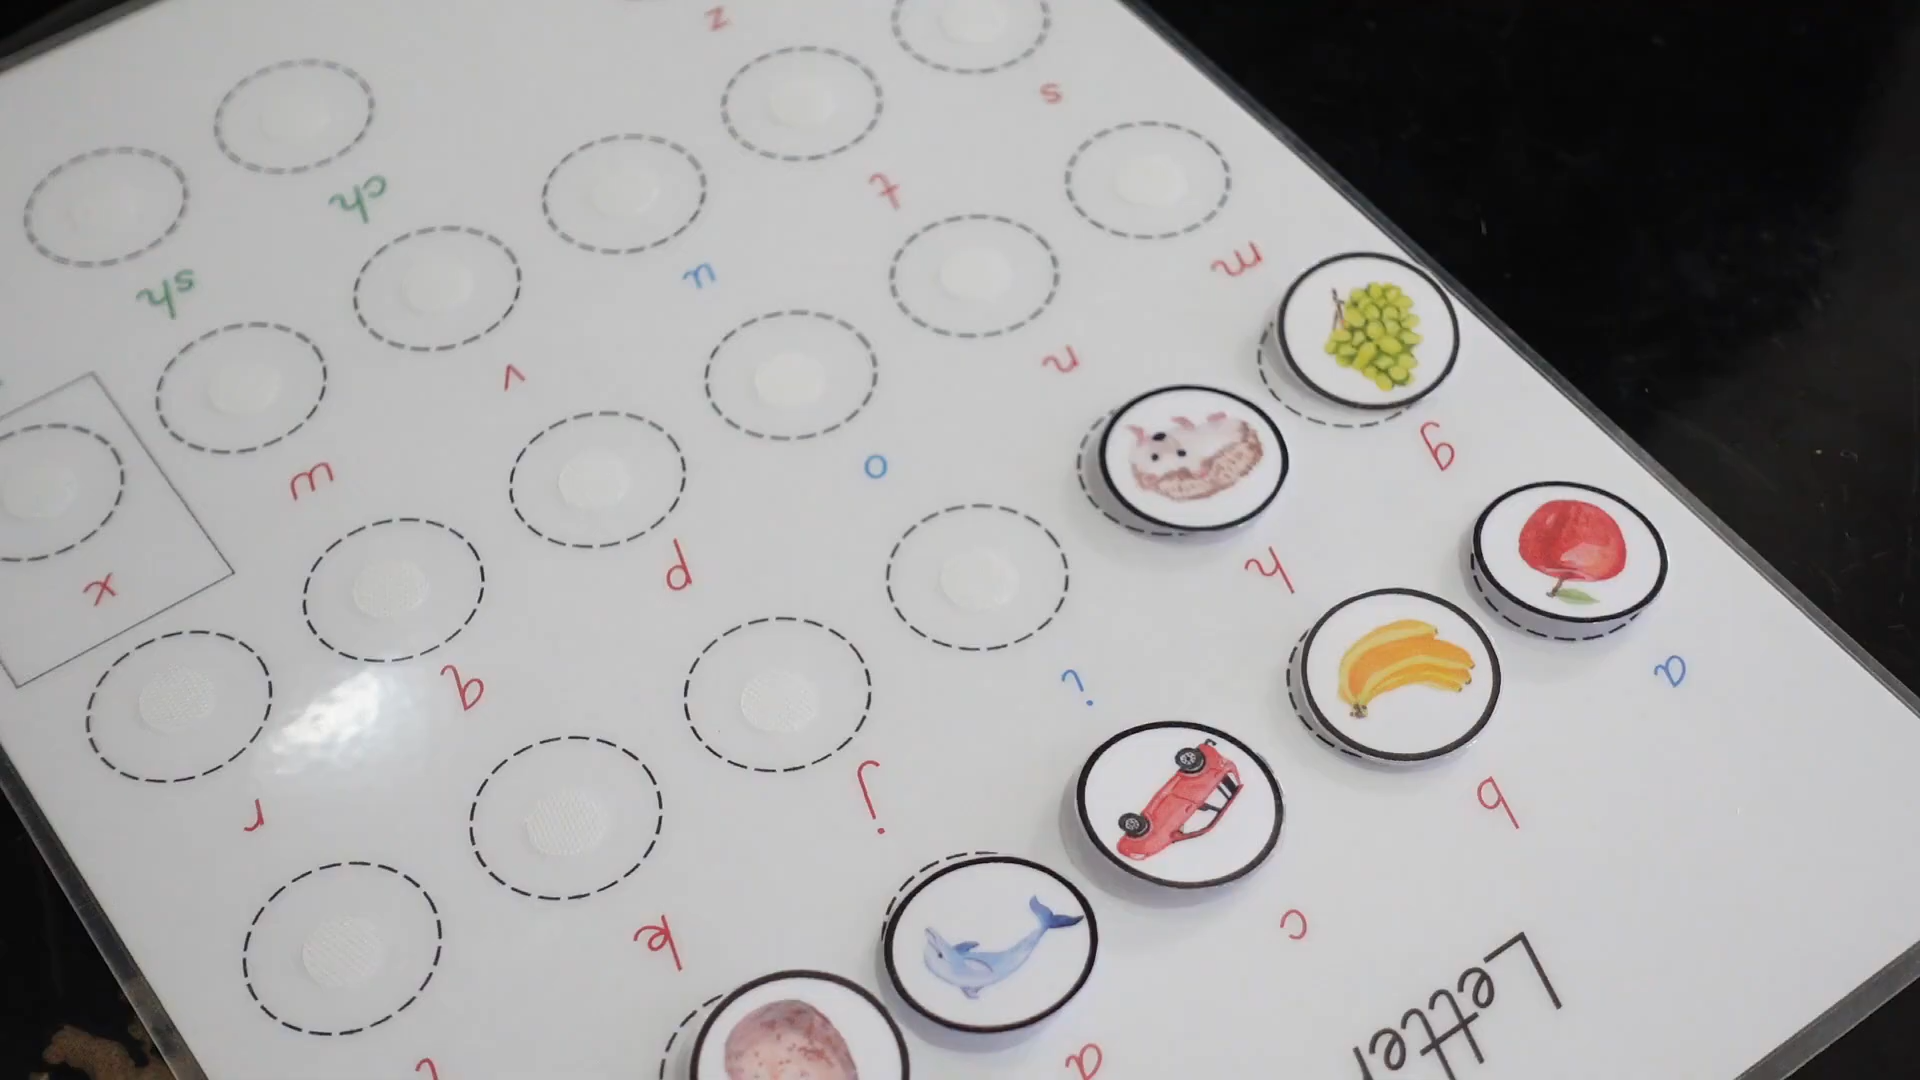 Letter
a b c d
g h i j k l
m n o p q r
s t u v w x
z ch sh